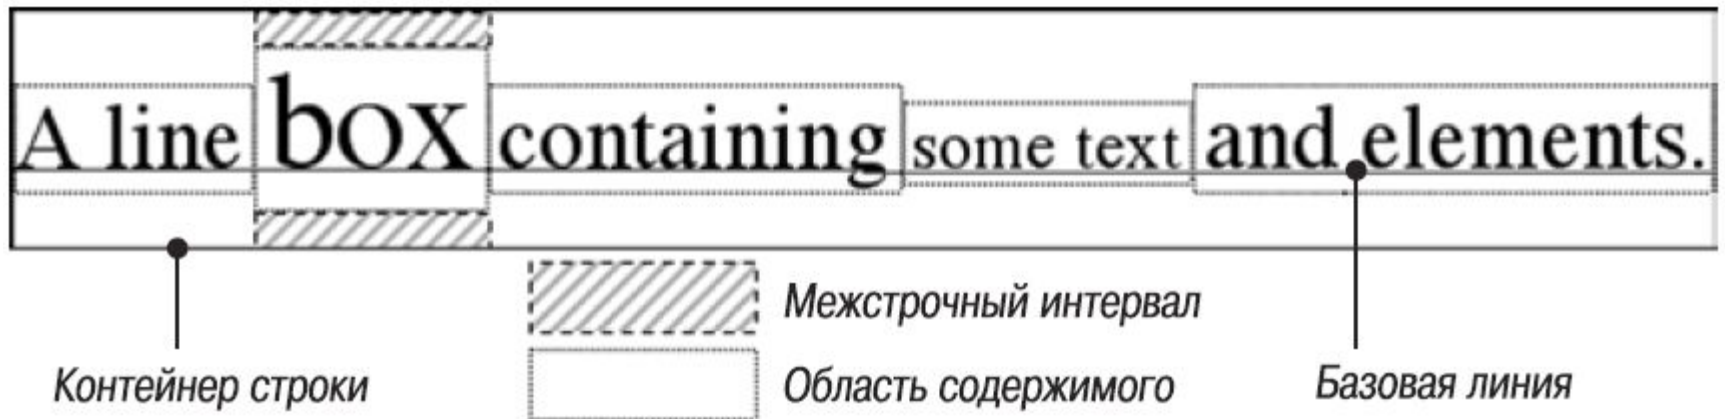 A line box containing some text and elements.
Межстрочный интервал
Контейнер строки
Область содержимого
Базовая линия